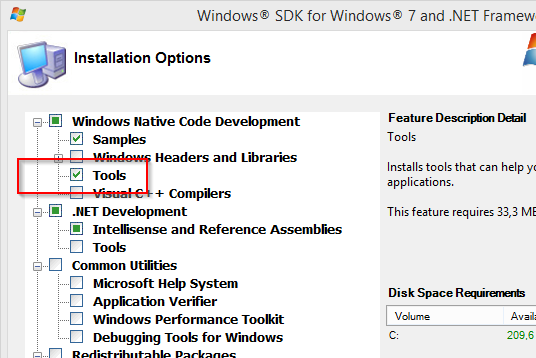 Windows® SDK for Windows® 7 and .NET Framew
Installation Options
Windows Native Code Development
Samples
Windows Headers and Libraries
Tools
Visual C++ Compilers
.NET Development
Intellisense and Reference Assemblies
Tools
Common Utilities
Microsoft Help System
Application Verifier
Windows Performance Toolkit
Debugging Tools for Windows
Redistributable Packages
Feature Description Detail
Tools
Installs tools that can help y
applications.
This feature requires 33,3 MB
Disk Space Requirements
Volume Availa
C: 209,6